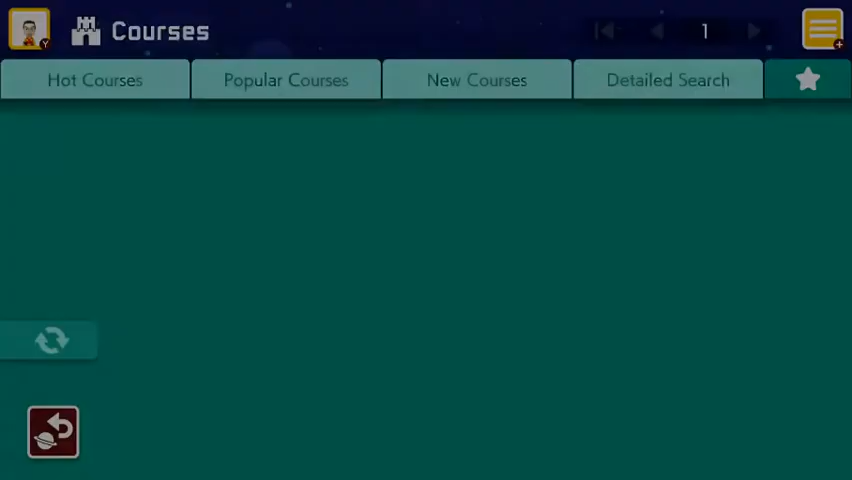 Courses
1
Hot Courses
Popular Courses
New Courses
Detailed Search
Y
+